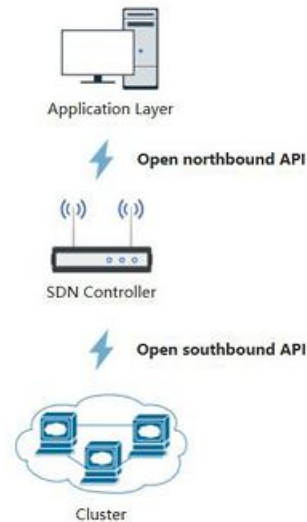 Application Layer
Open northbound API
SDN Controller
Open southbound API
Cluster